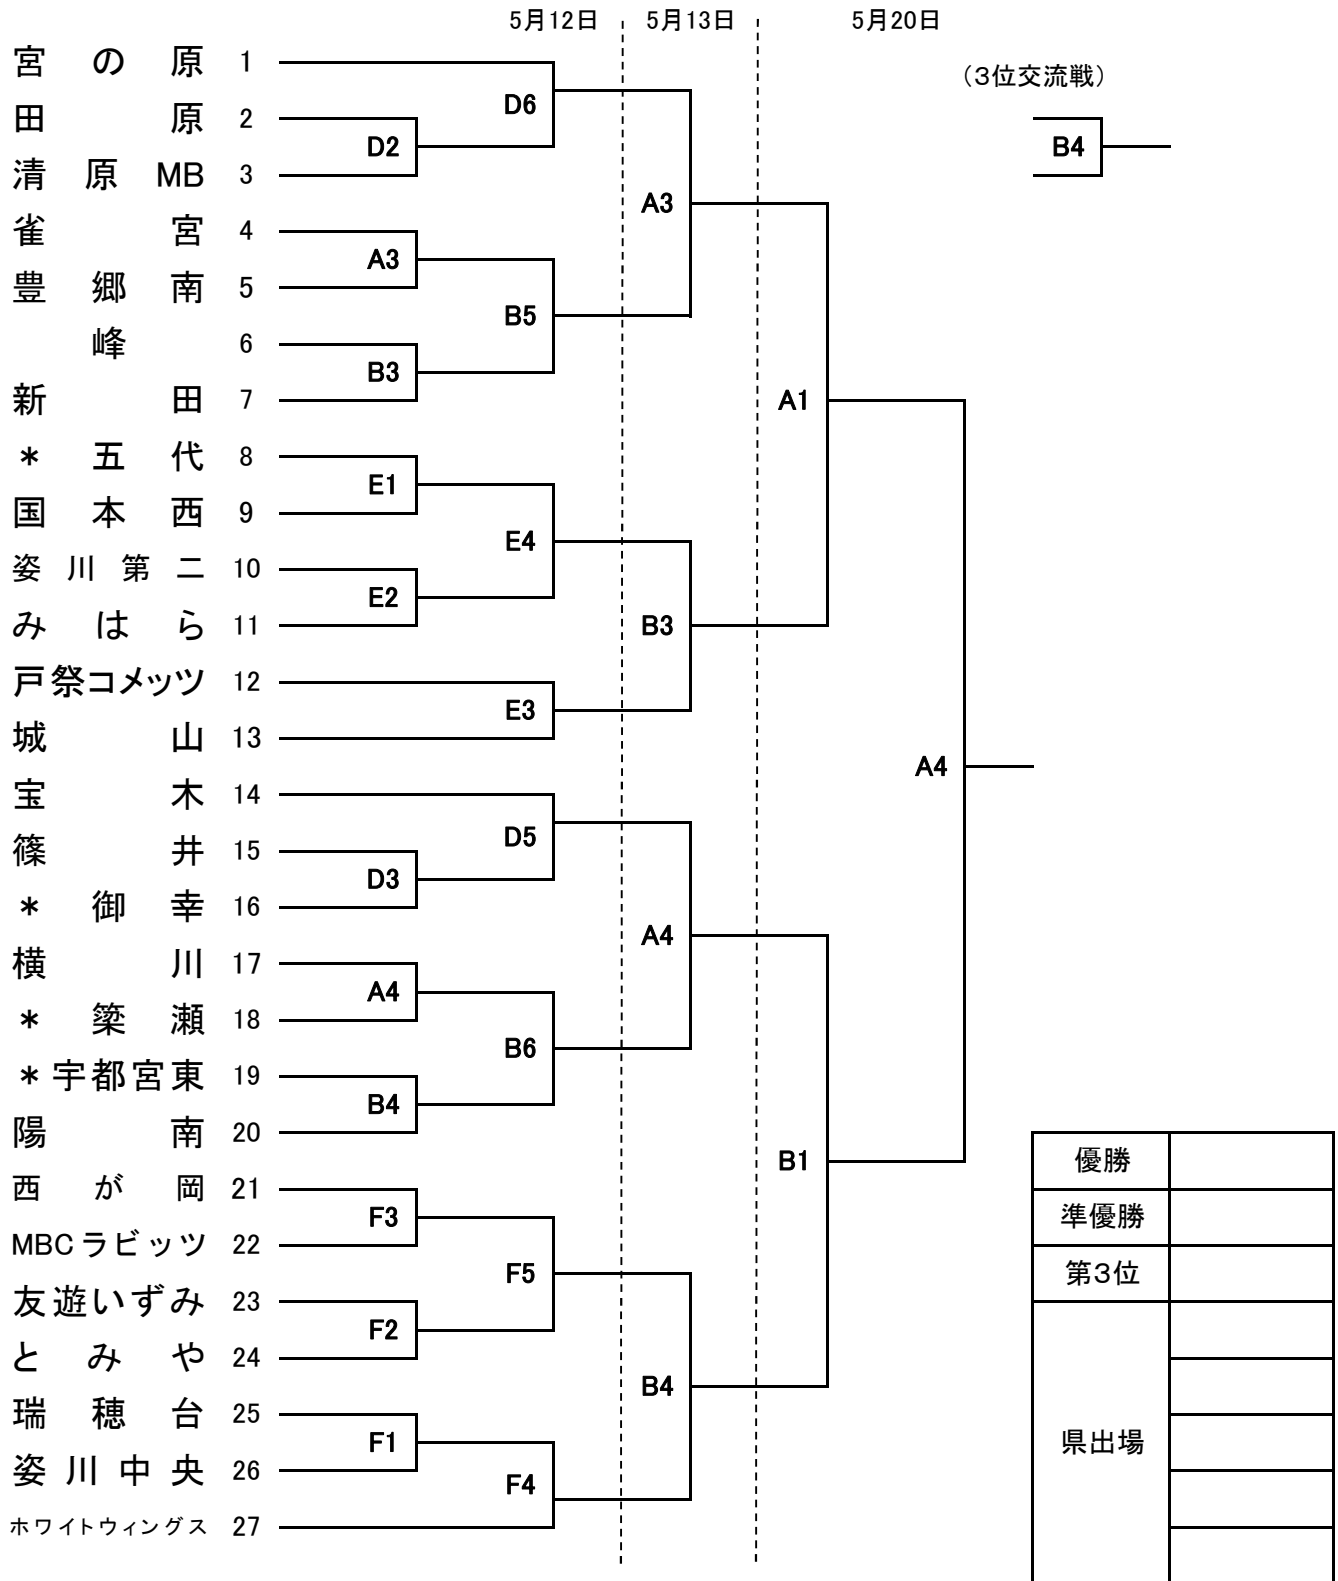 5月12日 5月13日 5月20日
宮の原 1
(3位交流戦)
D6
田原 2
D2 B4
清原MB 3
A3
雀宮 4
A3
豊郷南 5
B5
峰 6
B3
新田 7
A1
*五代 8
E1
国本西 9
E4
姿川第二 10
E2
みはら 11
B3
戸祭コメッツ 12
E3
城山 13
A4
宝木 14
D5
篠井 15
D3
*御幸 16
A4
横川 17
A4
*簗瀬 18
B6
*宇都宮東 19
B4
陽南 20
B1 優勝
西が岡 21
F3 準優勝
MBCラビッツ 22
F5 第3位
友遊いずみ 23
F2
とみや 24
B4
瑞穂台 25
F1 県出場
姿川中央 26
F4
ホワイトウィングス 27